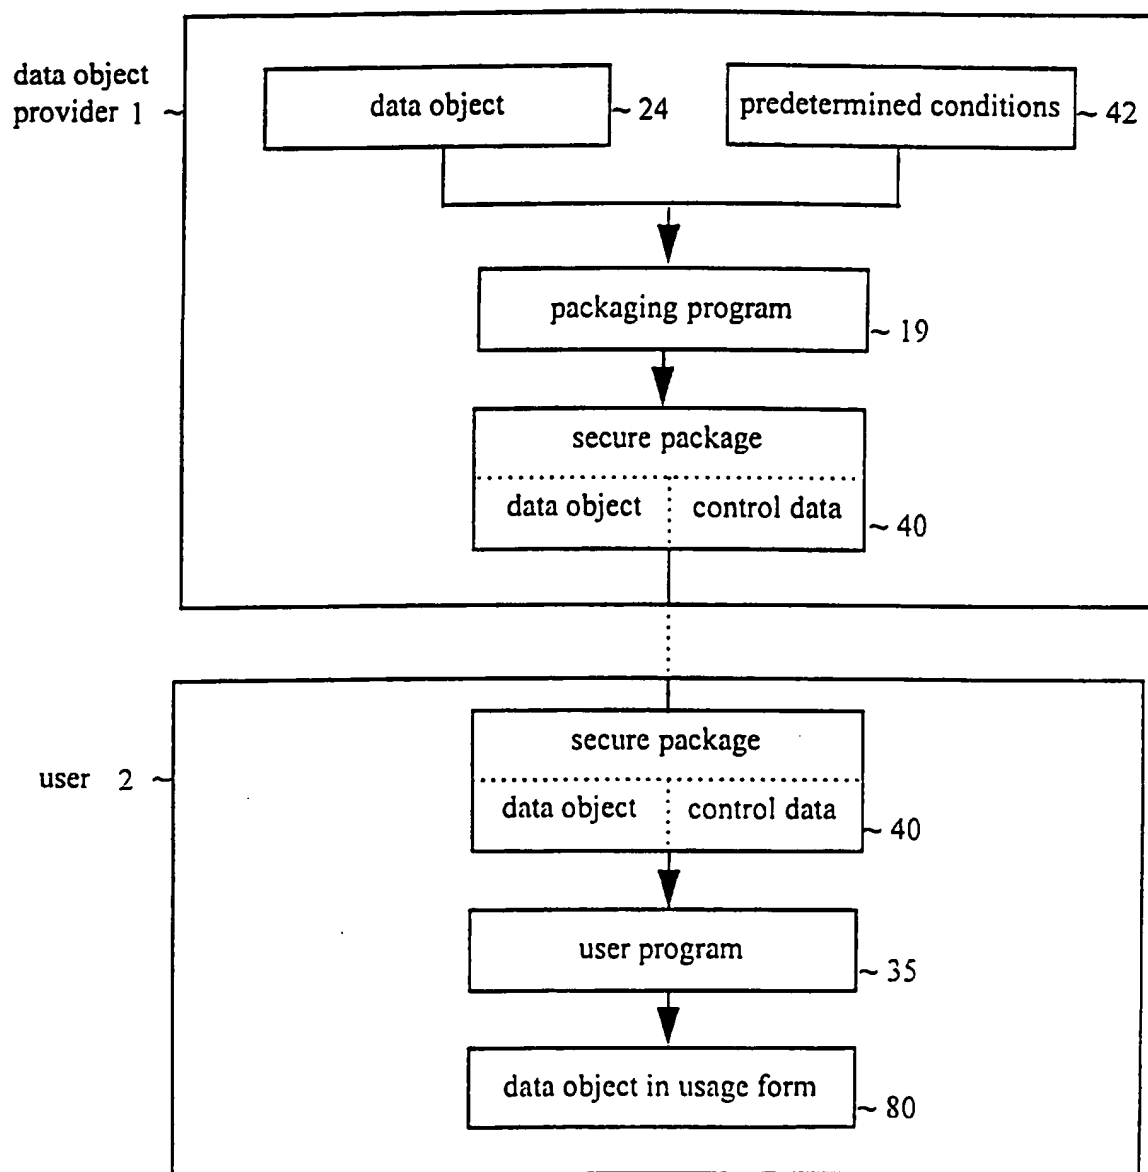 data object
provider 1 ~
data object
~ 24
predetermined conditions
~ 42
packaging program
~ 19
secure package
data object
control data
~ 40
user 2 ~
secure package
data object
control data
~ 40
user program
~ 35
data object in usage form
~ 80